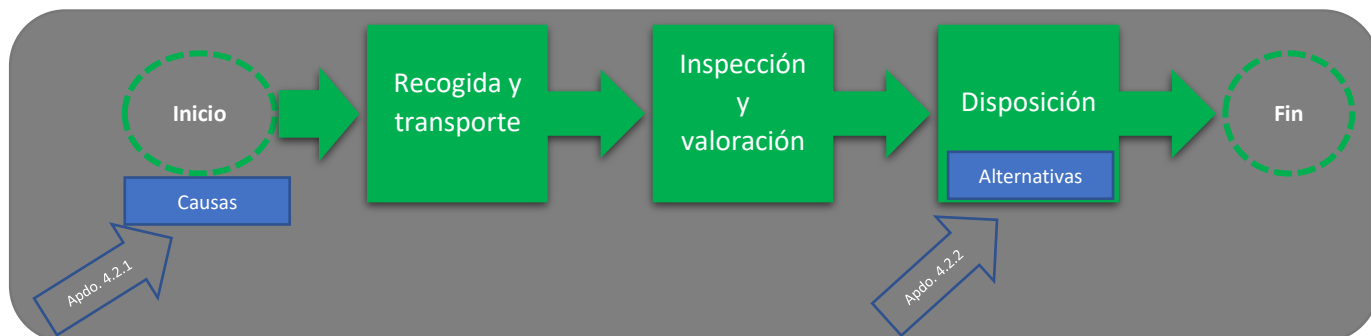 Inicio
Causas
Apdo. 4.2.1
Recogida y
transporte
Inspección
y
valoración
Disposición
Alternativas
Apdo. 4.2.2
Fin